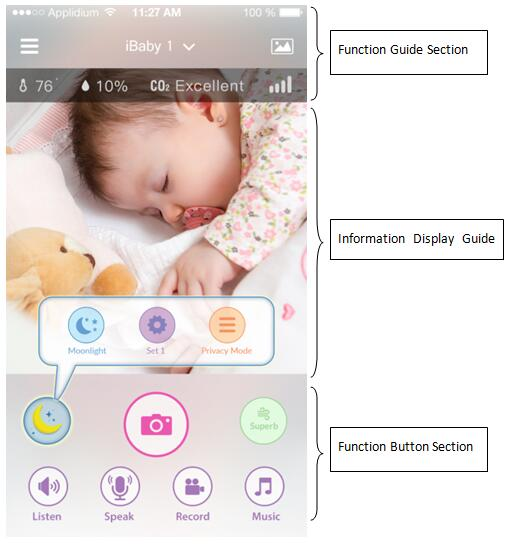 Applidium 11:27 AM 100 %
iBaby 1
76° 10% CO₂ Excellent
Function Guide Section
Information Display Guide
Moonlight Set 1 Privacy Mode
Superb
Function Button Section
Listen Speak Record Music